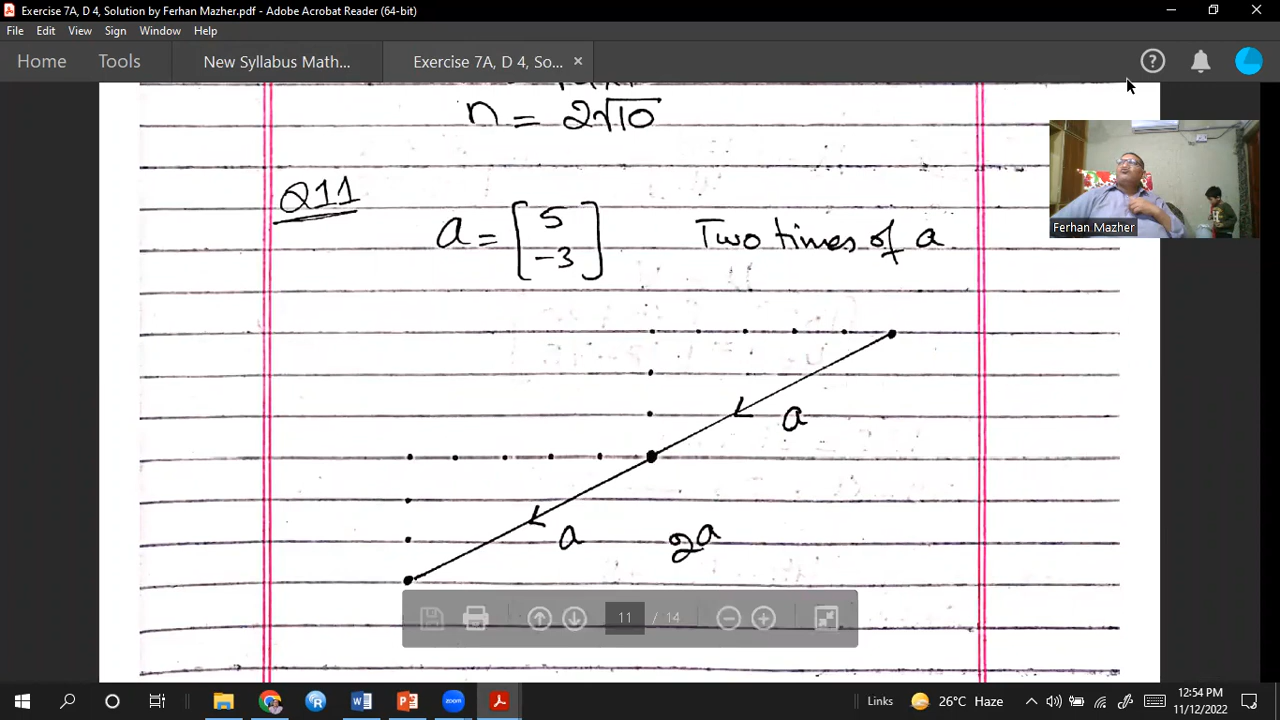 Exercise 7A, D 4, Solution by Ferhan Mazher.pdf - Adobe Acrobat Reader (64-bit)
File Edit View Sign Window Help
Home Tools New Syllabus Math... Exercise 7A, D 4, So...
n = 2√10
Q11
a = [5 -3] Two times of a
a
a 2a
Ferhan Mazher
11 / 14
zoom
Links 26°C Haze 12:54 PM
11/12/2022